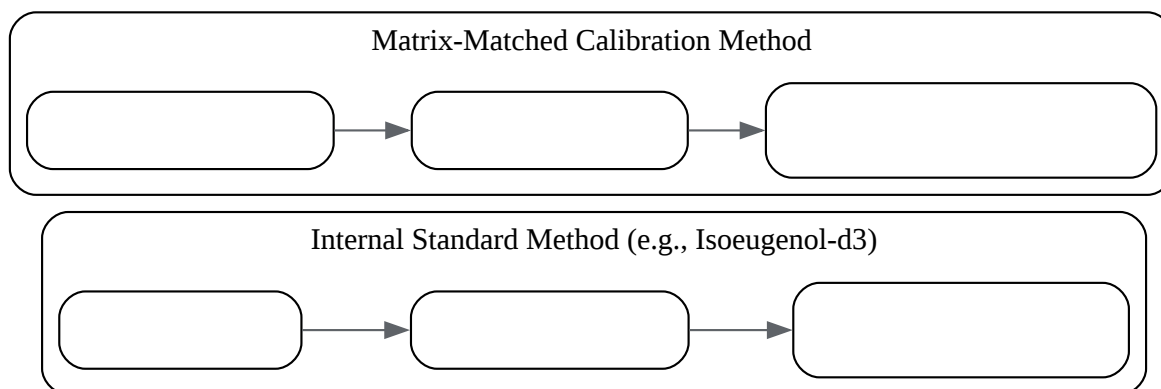 Matrix-Matched Calibration Method
Internal Standard Method (e.g., Isoeugenol-d3)